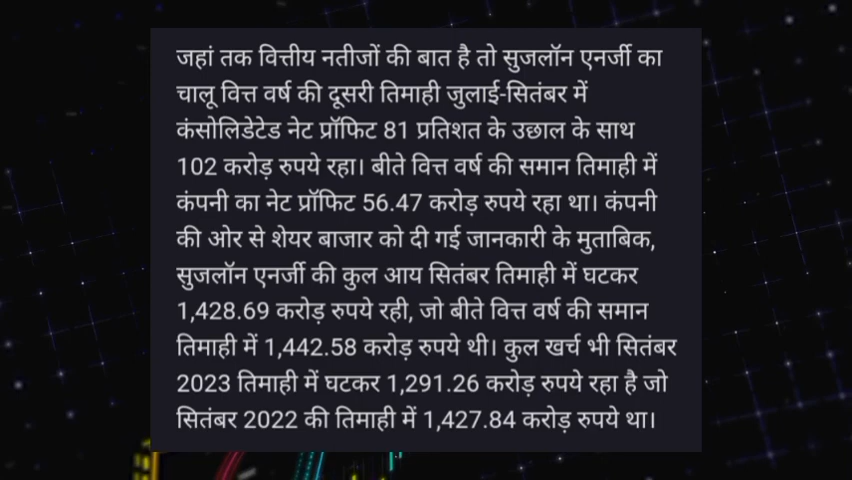 जहां तक वित्तीय नतीजों की बात है तो सुजलॉन एनर्जी का
चालू वित्त वर्ष की दूसरी तिमाही जुलाई-सितंबर में
कंसोलिडेटेड नेट प्रॉफिट 81 प्रतिशत के उछाल के साथ
102 करोड़ रुपये रहा। बीते वित्त वर्ष की समान तिमाही में
कंपनी का नेट प्रॉफिट 56.47 करोड़ रुपये रहा था। कंपनी
की ओर से शेयर बाजार को दी गई जानकारी के मुताबिक,
सुजलॉन एनर्जी की कुल आय सितंबर तिमाही में घटकर
1,428.69 करोड़ रुपये रही, जो बीते वित्त वर्ष की समान
तिमाही में 1,442.58 करोड़ रुपये थी। कुल खर्च भी सितंबर
2023 तिमाही में घटकर 1,291.26 करोड़ रुपये रहा है जो
सितंबर 2022 की तिमाही में 1,427.84 करोड़ रुपये था।